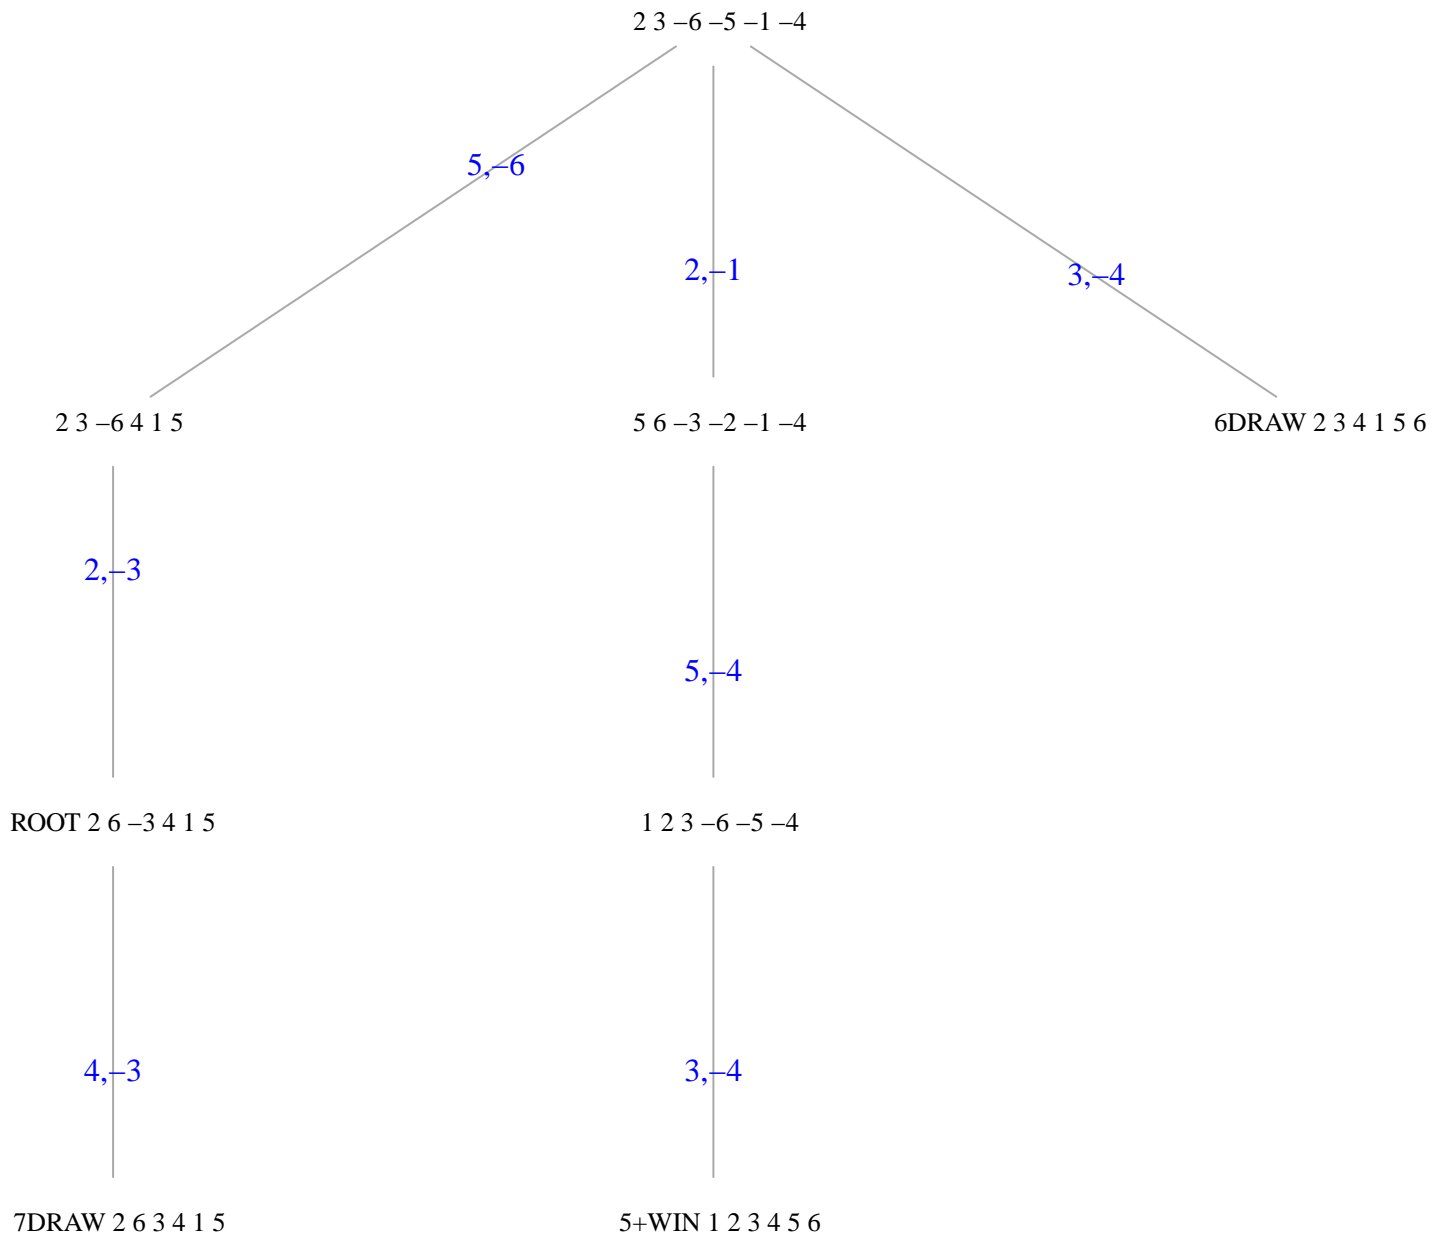 2 3 –6 –5 –1 –4
5,–6
2,–1
3,–4
2 3 –6 4 1 5
5 6 –3 –2 –1 –4
6DRAW 2 3 4 1 5 6
2,–3
5,–4
ROOT 2 6 –3 4 1 5
1 2 3 –6 –5 –4
4,–3
3,–4
7DRAW 2 6 3 4 1 5
5+WIN 1 2 3 4 5 6